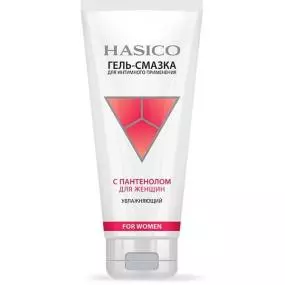 HASICO
ГЕЛЬ-СМАЗКА
ДЛЯ ИНТИМНОГО ПРИМЕНЕНИЯ
С ПАНТЕНОЛОМ
ДЛЯ ЖЕНЩИН
УВЛАЖНЯЮЩИЙ
FOR WOMEN